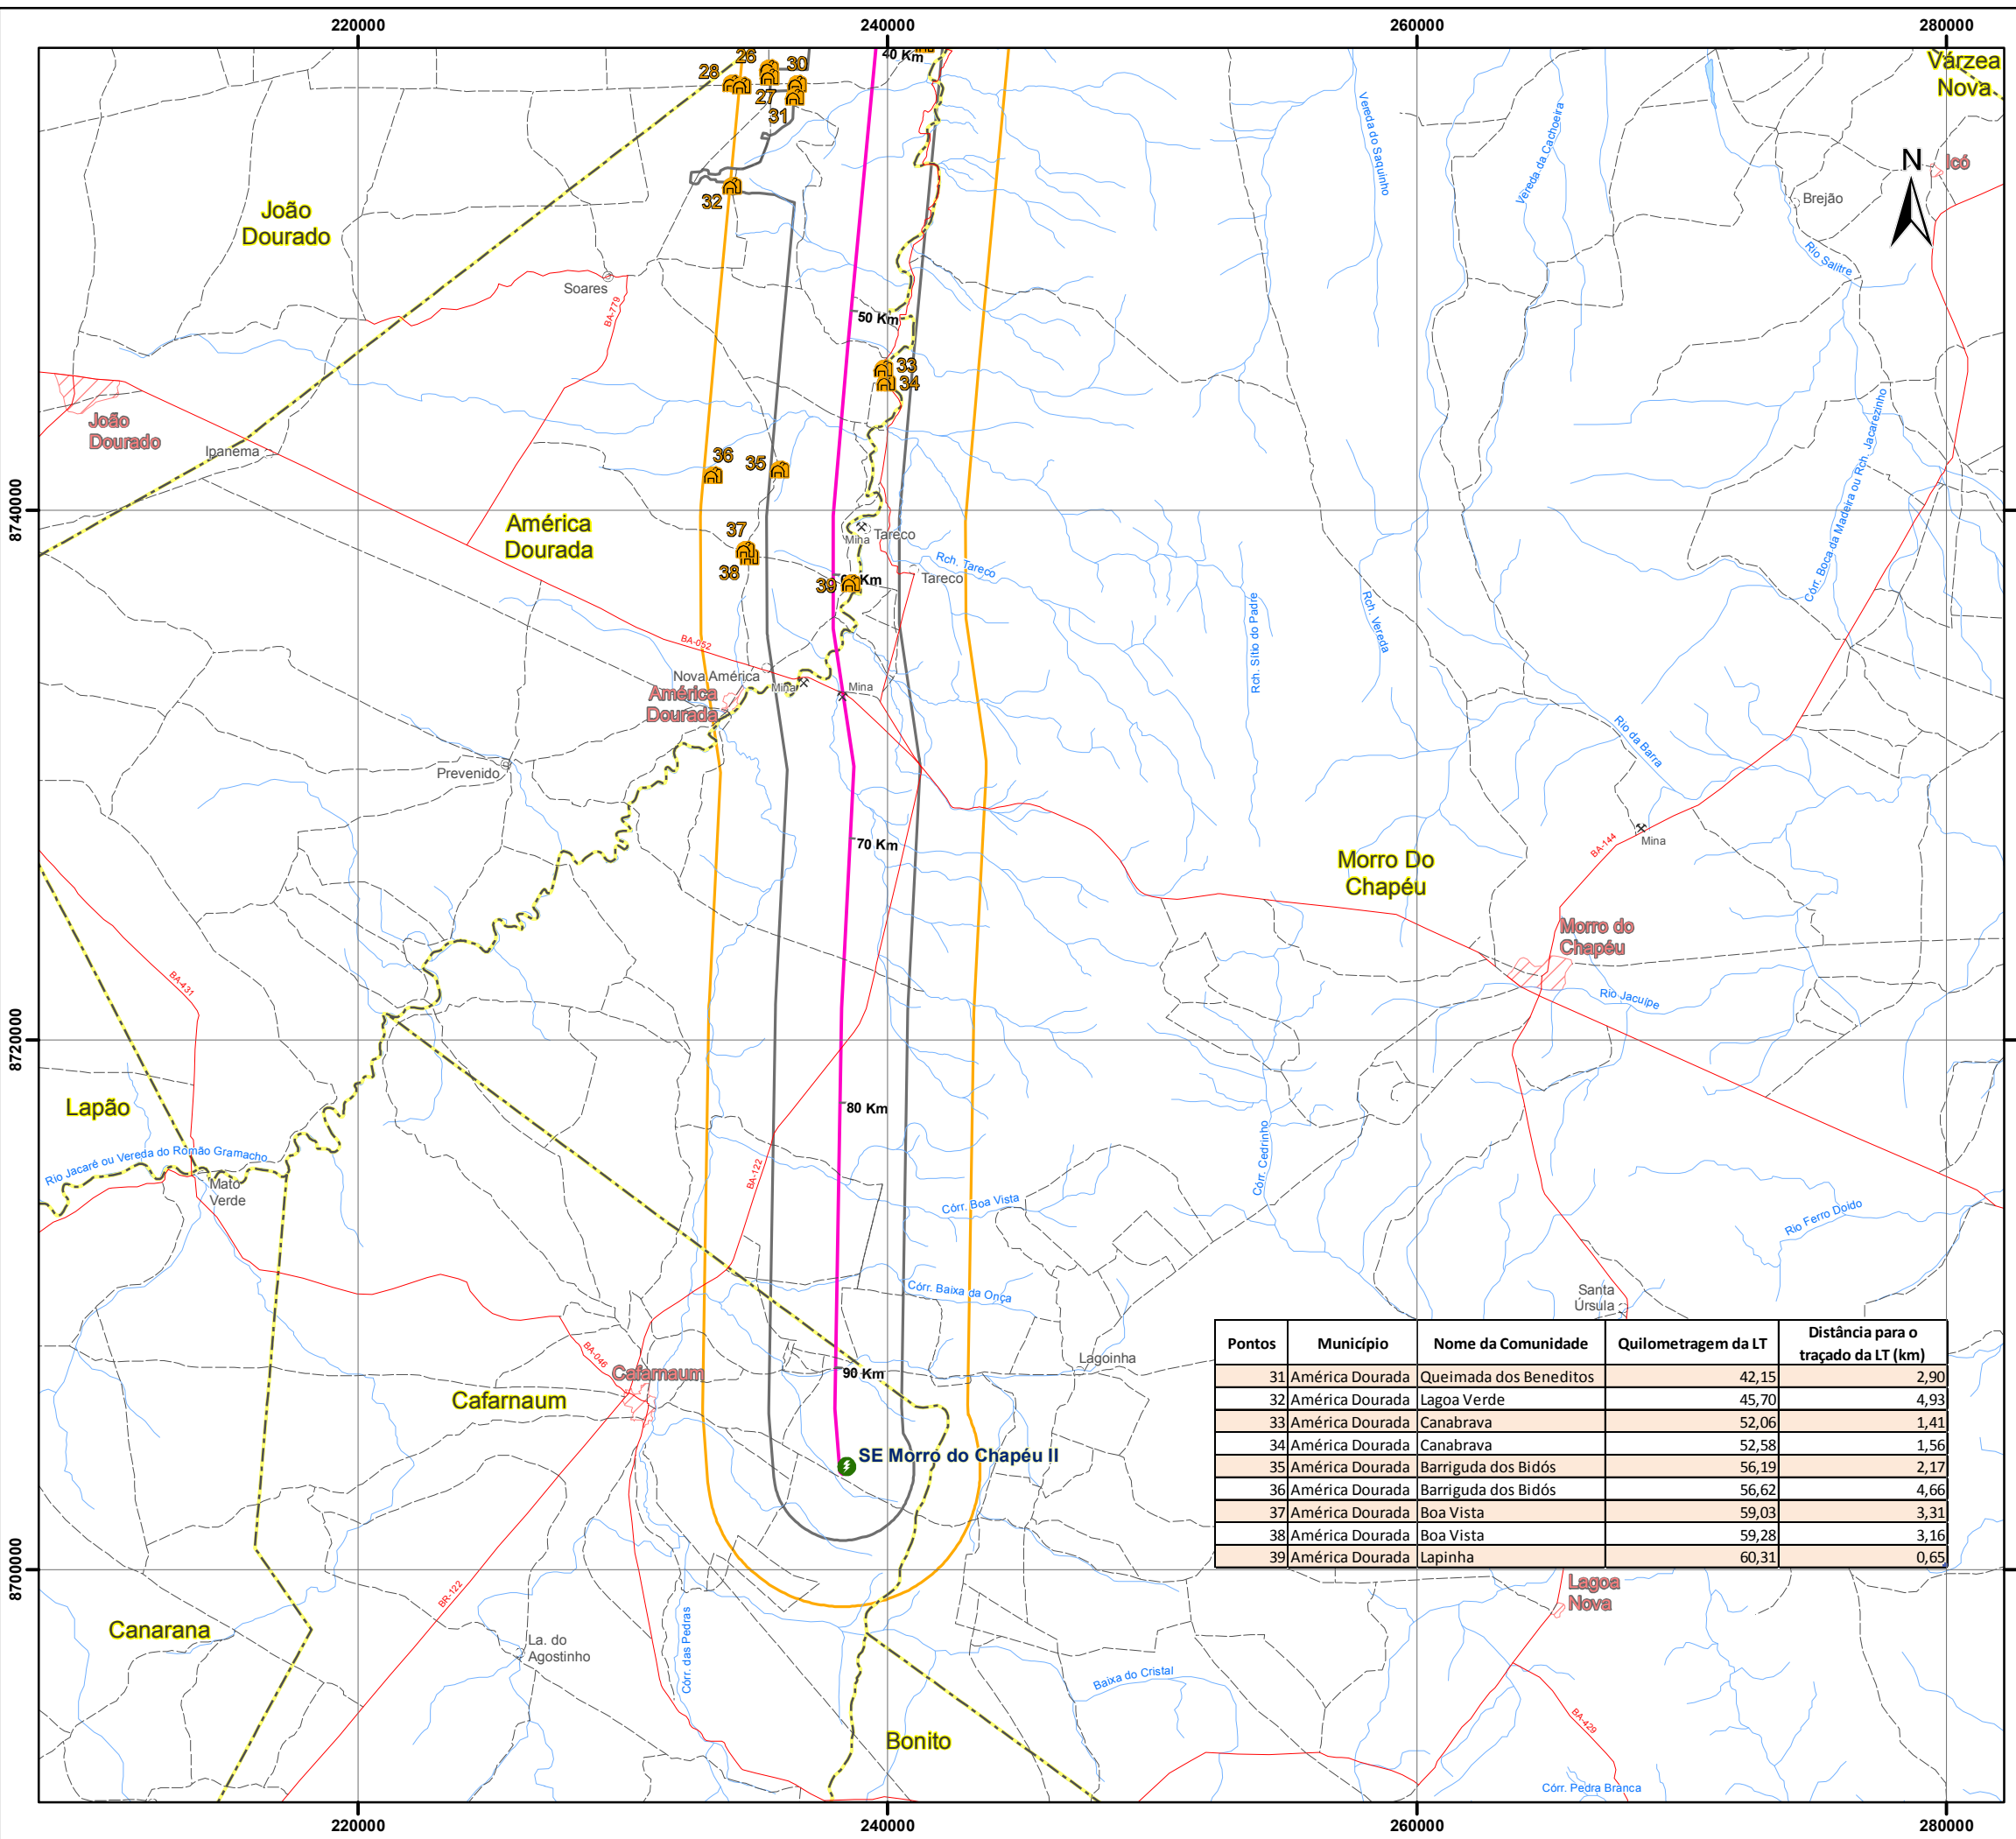 220000
240000
260000
280000
40 Km
Várzea
Nova
26
30
28
27
31
32
N
Icó
Brejão
Vereda do Saquinho
Vereda da Cachoeira
Rio Salitre
João
Dourado
Soares
BA-779
50 Km
33
34
João
Dourado
Ipanema
36
35
Córr. Boca da Madeira ou Rch. Jacarezinho
8740000
América
Dourada
37
38
Mina
Tareco
Rch. Tareco
Tareco
39
Km
Rch. Sítio do Padre
Rch. Vereda
BA-052
Nova América
Mina
Mina
América
Dourada
Rio da Barra
Prevenido
70 Km
Mina
BA-144
Morro Do
Chapéu
Morro do
Chapéu
BA-431
Rio Jacuípe
8720000
Lapão
80 Km
Rio Jacaré ou Vereda do Romão Gramacho
Mato
Verde
BA-122
Córr. Boa Vista
Córr. Cedrinho
Rio Ferro Doido
Córr. Baixa da Onça
Santa
Úrsula
Lagoinha
BA-046
Cafarnaum
90 Km
Cafarnaum
SE Morro do Chapéu II
Pontos Município Nome da Comunidade Quilometragem da LT Distância para o
traçado da LT (km)
31 América Dourada Queimada dos Beneditos 42,15 2,90
32 América Dourada Lagoa Verde 45,70 4,93
33 América Dourada Canabrava 52,06 1,41
34 América Dourada Canabrava 52,58 1,56
35 América Dourada Barriguda dos Bidós 56,19 2,17
36 América Dourada Barriguda dos Bidós 56,62 4,66
37 América Dourada Boa Vista 59,03 3,31
38 América Dourada Boa Vista 59,28 3,16
39 América Dourada Lapinha 60,31 0,65
8700000
BR-122
Lagoa
Nova
Canarana
La. do
Agostinho
Córr. das Pedras
Baixa do Cristal
BA-429
Bonito
Córr. Pedra Branca
220000
240000
260000
280000